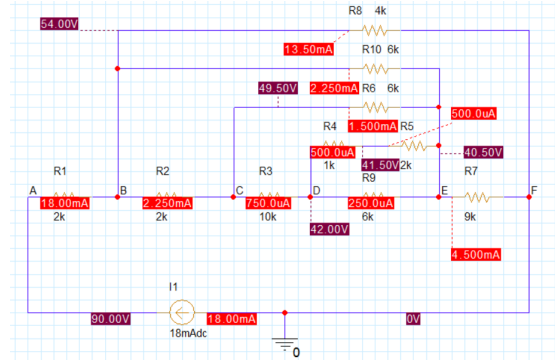 R8 4k
54.00V
13.50mA
R10 6k
2.250mA
49.50V
R6 6k
1.500mA
500.0uA
R4
R5
500.0uA
41.50V
40.50V
1k
2k
R1
R2
R3
R9
R7
A
B
C
D
E
F
18.00mA
2.250mA
750.0uA
250.0uA
2k
2k
10k
6k
9k
42.00V
4.500mA
I1
90.00V
18.00mA
0V
18mAdc
0